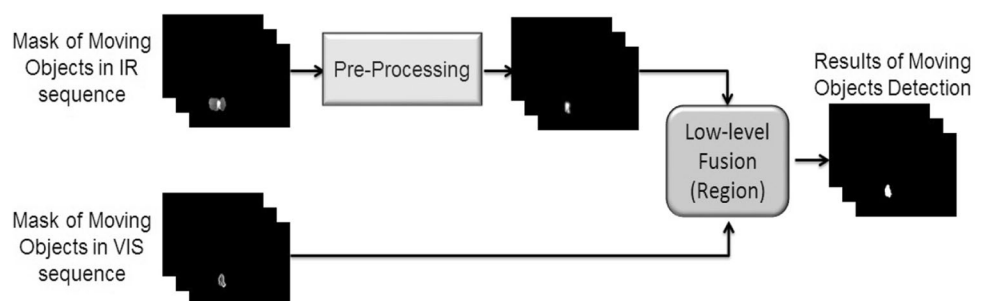 Mask of Moving
Objects in IR
sequence
Pre-Processing
Results of Moving
Objects Detection
Low-level
Fusion
(Region)
Mask of Moving
Objects in VIS
sequence